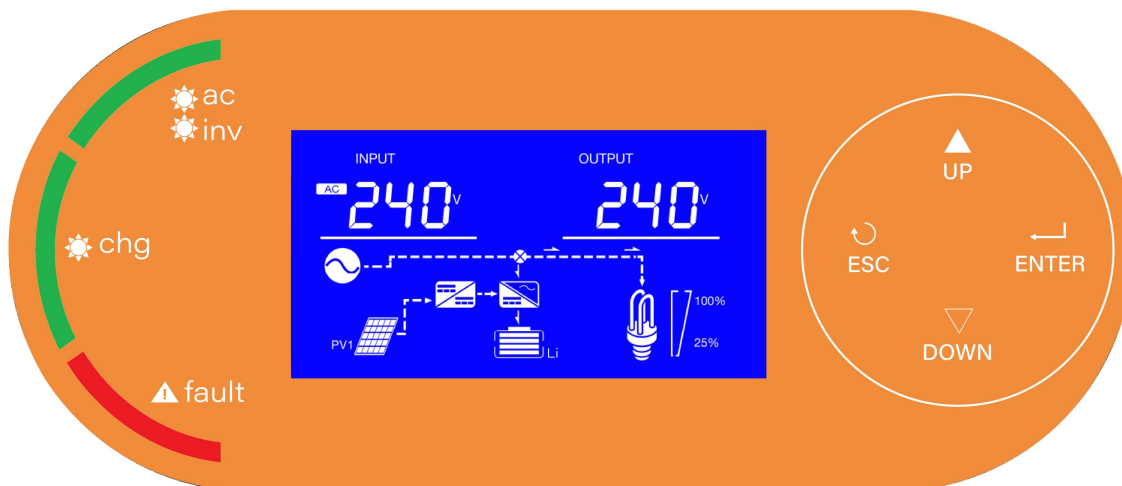 ac
inv
chg
fault
INPUT
OUTPUT
AC
240V
240V
PV1
Li
100%
25%
UP
ESC
ENTER
DOWN